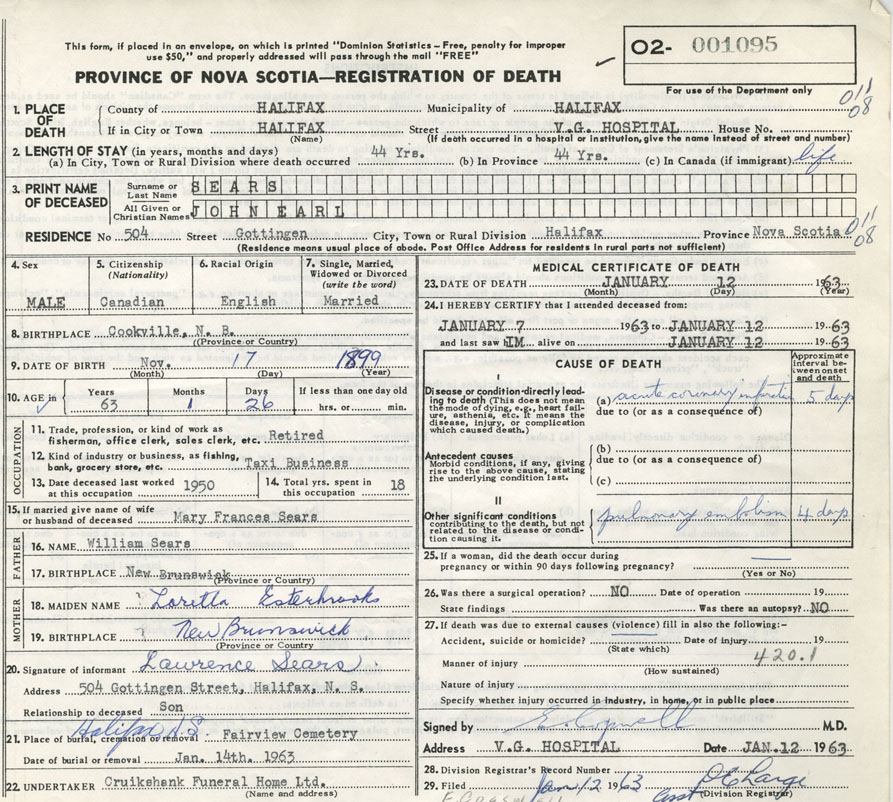 This form, if placed in an envelope, on which is printed "Dominion Statistics – Free, penalty for improper
use $50," and properly addressed will pass through the mail "FREE"
O2- 001095
PROVINCE OF NOVA SCOTIA—REGISTRATION OF DEATH
For use of the Department only
1. PLACE OF DEATH County of HALIFAX Municipality of HALIFAX 011 08
If in City or Town HALIFAX Street V.G. HOSPITAL House No.
(Name) (If death occurred in a hospital or institution, give the name instead of street and number)
2. LENGTH OF STAY (in years, months and days)
(a) In City, Town or Rural Division where death occurred 44 Yrs. (b) In Province 44 Yrs. (c) In Canada (if immigrant) life
3. PRINT NAME OF DECEASED Surname or Last Name SEARS
All Given or Christian Names JOHN EARL
RESIDENCE No 504 Street Gottingen City, Town or Rural Division Halifax Province Nova Scotia 011 08
(Residence means usual place of abode. Post Office Address for residents in rural parts not sufficient)
4. Sex MALE
5. Citizenship (Nationality) Canadian
6. Racial Origin English
7. Single, Married, Widowed or Divorced (write the word) Married
8. BIRTHPLACE Cookville, N. B.
(Province or Country)
9. DATE OF BIRTH Nov. 17 1899
(Month) (Day) (Year)
10. AGE in Years 63 Months 1 Days 26 If less than one day old hrs. or min.
OCCUPATION
11. Trade, profession, or kind of work as
fisherman, office clerk, sales clerk, etc. Retired
12. Kind of industry or business, as fishing,
bank, grocery store, etc. Taxi Business
13. Date deceased last worked at this occupation 1950
14. Total yrs. spent in this occupation 18
15. If married give name of wife
or husband of deceased Mary Frances Sears
FATHER
16. NAME William Sears
17. BIRTHPLACE New Brunswick
(Province or Country)
MOTHER
18. MAIDEN NAME Loretta Esterbrooks
19. BIRTHPLACE New Brunswick
(Province or Country)
20. Signature of informant Lawrence Sears
Address 504 Gottingen Street, Halifax, N. S.
Relationship to deceased Son
Halifax N.S.
21. Place of burial, cremation or removal Fairview Cemetery
Date of burial or removal Jan. 14th. 1963
22. UNDERTAKER Cruikshank Funeral Home Ltd.
(Name and address)
MEDICAL CERTIFICATE OF DEATH
23. DATE OF DEATH JANUARY 12 1963
(Month) (Day) (Year)
24. I HEREBY CERTIFY that I attended deceased from:
JANUARY 7 1963 to JANUARY 12 19 63
and last saw hIM alive on JANUARY 12 19 63
CAUSE OF DEATH
Approximate interval between onset and death
I
Disease or condition directly leading to death (This does not mean the mode of dying, e.g., heart failure, asthenia, etc. It means the disease, injury, or complication which caused death.)
(a) acute coronary infarction 5 days
due to (or as a consequence of)
Antecedent causes
Morbid conditions, if any, giving rise to the above cause, stating the underlying condition last.
(b)
due to (or as a consequence of)
(c)
II
Other significant conditions
contributing to the death, but not related to the disease or condition causing it.
pulmonary embolism 4 days
25. If a woman, did the death occur during
pregnancy or within 90 days following pregnancy?
(Yes or No)
26. Was there a surgical operation? NO Date of operation 19
State findings Was there an autopsy? NO
27. If death was due to external causes (violence) fill in also the following:-
Accident, suicide or homicide? Date of injury 19
(State which)
420.1
Manner of injury
(How sustained)
Nature of injury
Specify whether injury occurred in industry, in home, or in public place
Signed by M.D.
Address V.G. HOSPITAL Date JAN.12 1963
28. Division Registrar's Record Number
29. Filed Jan 12 1963
(Division Registrar)